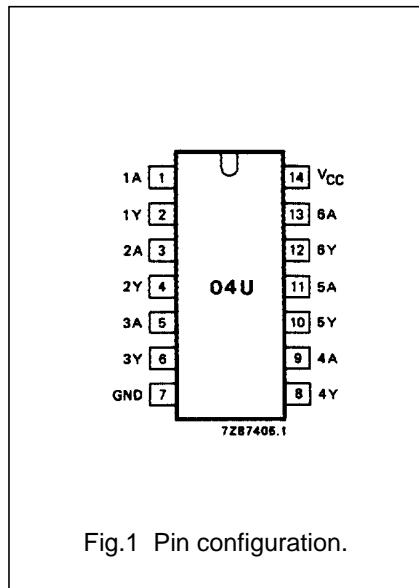 1A 1 14 VCC
1Y 2 13 6A
2A 3 12 6Y
2Y 4 04U 11 5A
3A 5 10 5Y
3Y 6 9 4A
GND 7 8 4Y
7Z87405.1
Fig.1 Pin configuration.